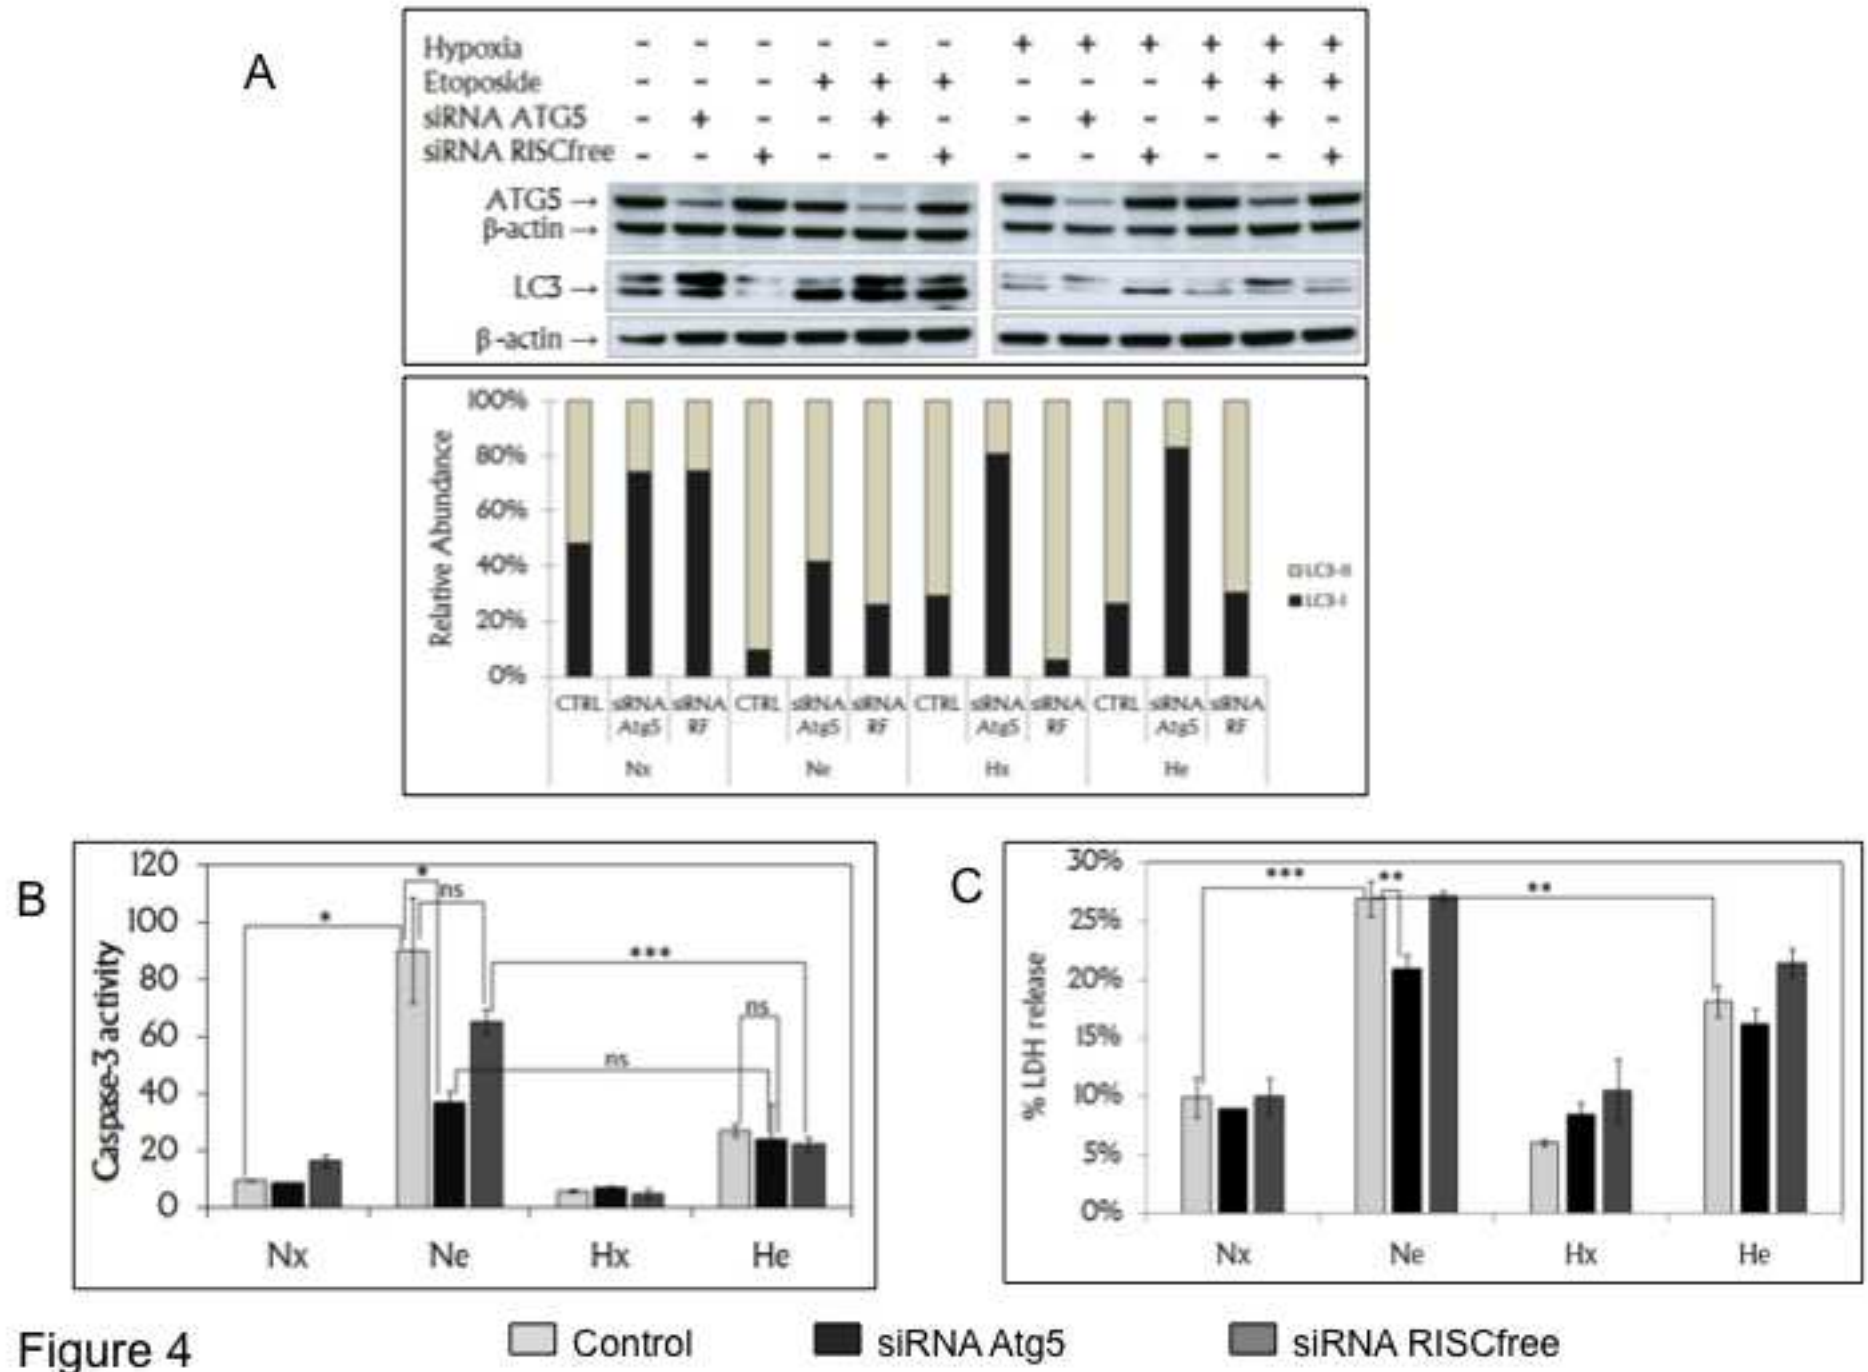 A
Hypoxia - - - - - - + + + + + +
Etoposide - - - + + + - - - + + +
siRNA ATG5 - + - - + - - + - - + -
siRNA RISCfree - - + - - + - - + - - +
ATG5 →
β-actin →
LC3 →
β-actin →
100%
80%
60%
40%
20%
0%
Relative Abundance
LC3-II
LC3-I
CTRL siRNA siRNA CTRL siRNA siRNA CTRL siRNA siRNA CTRL siRNA siRNA
Atg5 RF Atg5 RF Atg5 RF Atg5 RF
Nx Ne Hx He
B
120
100
80
60
40
20
0
Caspase-3 activity
* * ns *** ns ns
Nx Ne Hx He
C
30%
25%
20%
15%
10%
5%
0%
% LDH release
*** ** **
Nx Ne Hx He
Figure 4
Control siRNA Atg5 siRNA RISCfree